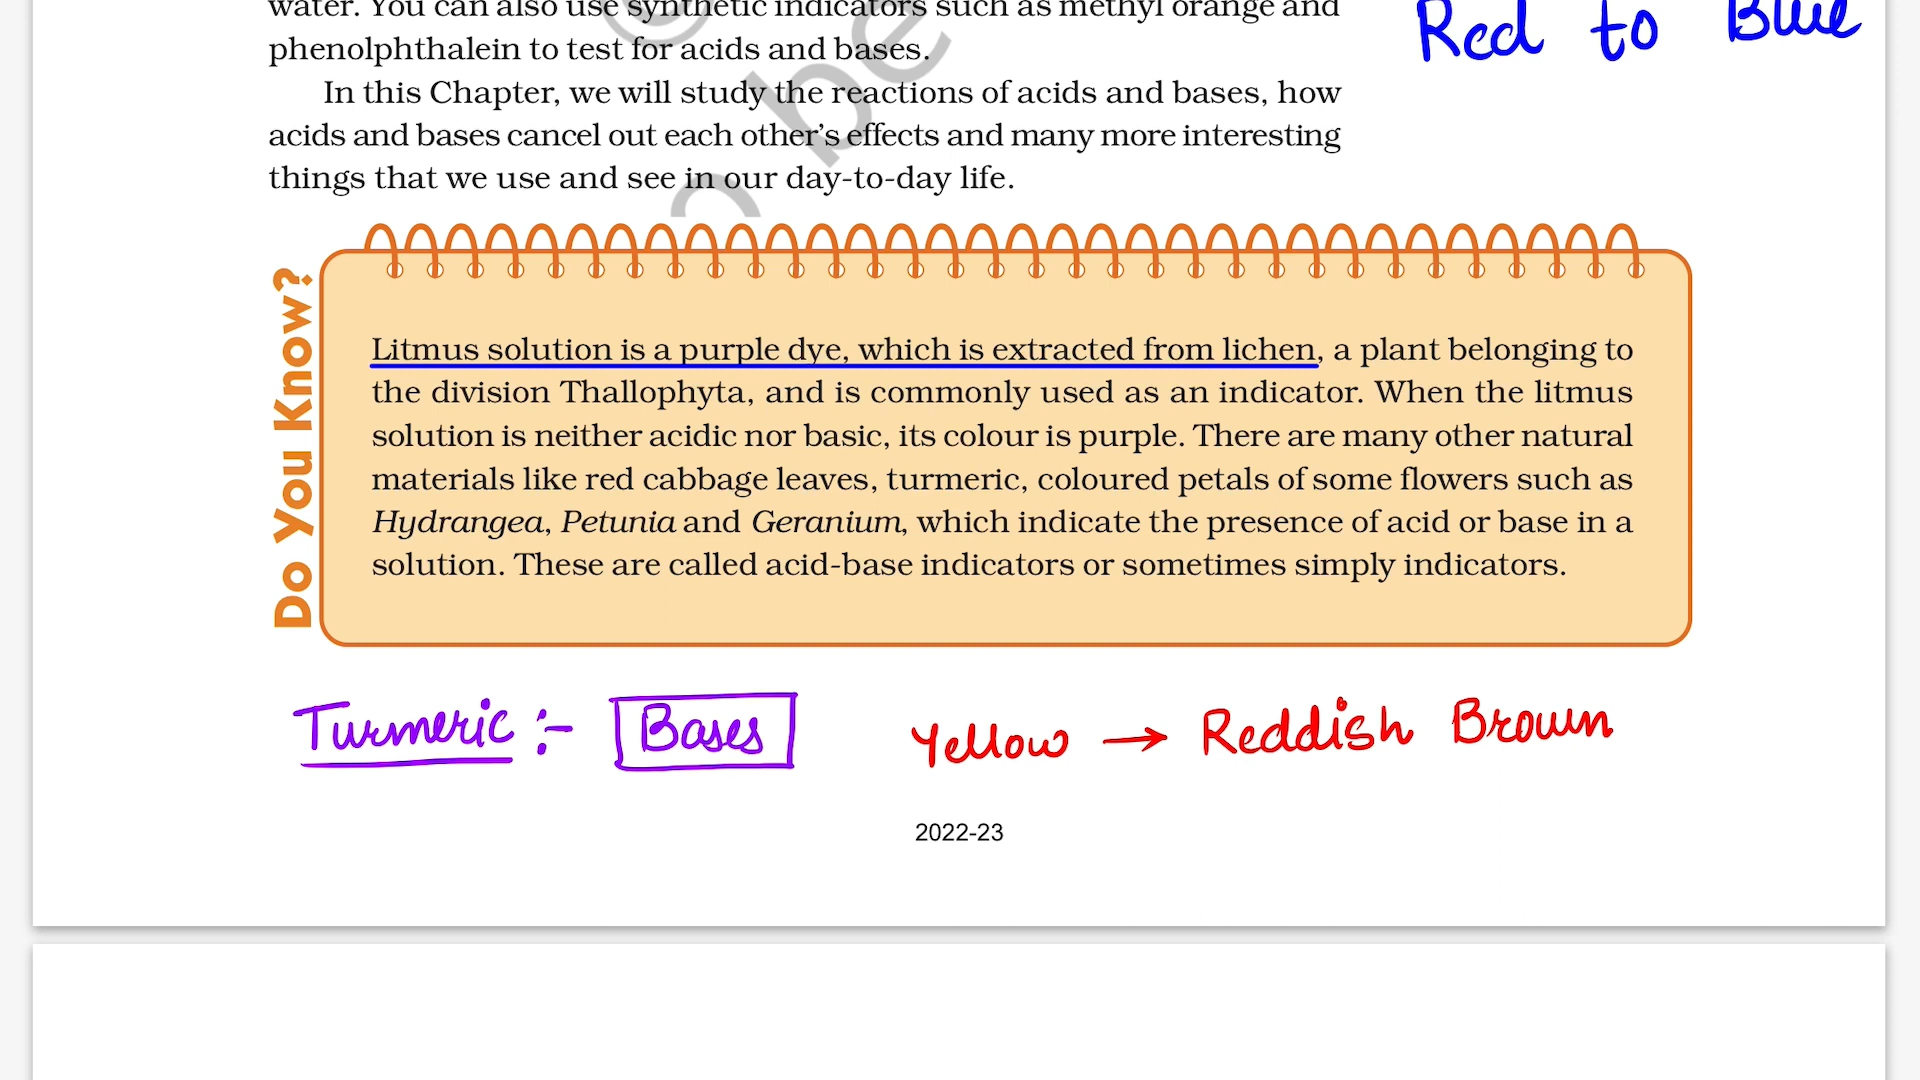 water. You can also use synthetic indicators such as methyl orange and
phenolphthalein to test for acids and bases.
Red to Blue
In this Chapter, we will study the reactions of acids and bases, how
acids and bases cancel out each other’s effects and many more interesting
things that we use and see in our day-to-day life.
Do You Know?
Litmus solution is a purple dye, which is extracted from lichen, a plant belonging to
the division Thallophyta, and is commonly used as an indicator. When the litmus
solution is neither acidic nor basic, its colour is purple. There are many other natural
materials like red cabbage leaves, turmeric, coloured petals of some flowers such as
Hydrangea, Petunia and Geranium, which indicate the presence of acid or base in a
solution. These are called acid-base indicators or sometimes simply indicators.
Turmeric :- Bases Yellow → Reddish Brown
2022-23